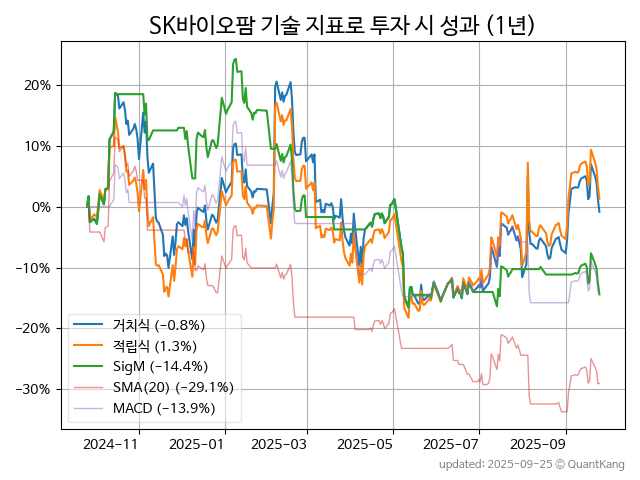 SK바이오팜 기술 지표로 투자 시 성과 (1년)
20%
10%
0%
−10%
−20%
−30%
거치식 (−0.8%)
적립식 (1.3%)
SigM (−14.4%)
SMA(20) (−29.1%)
MACD (−13.9%)
2024-11
2025-01
2025-03
2025-05
2025-07
2025-09
updated: 2025-09-25 © QuantKang